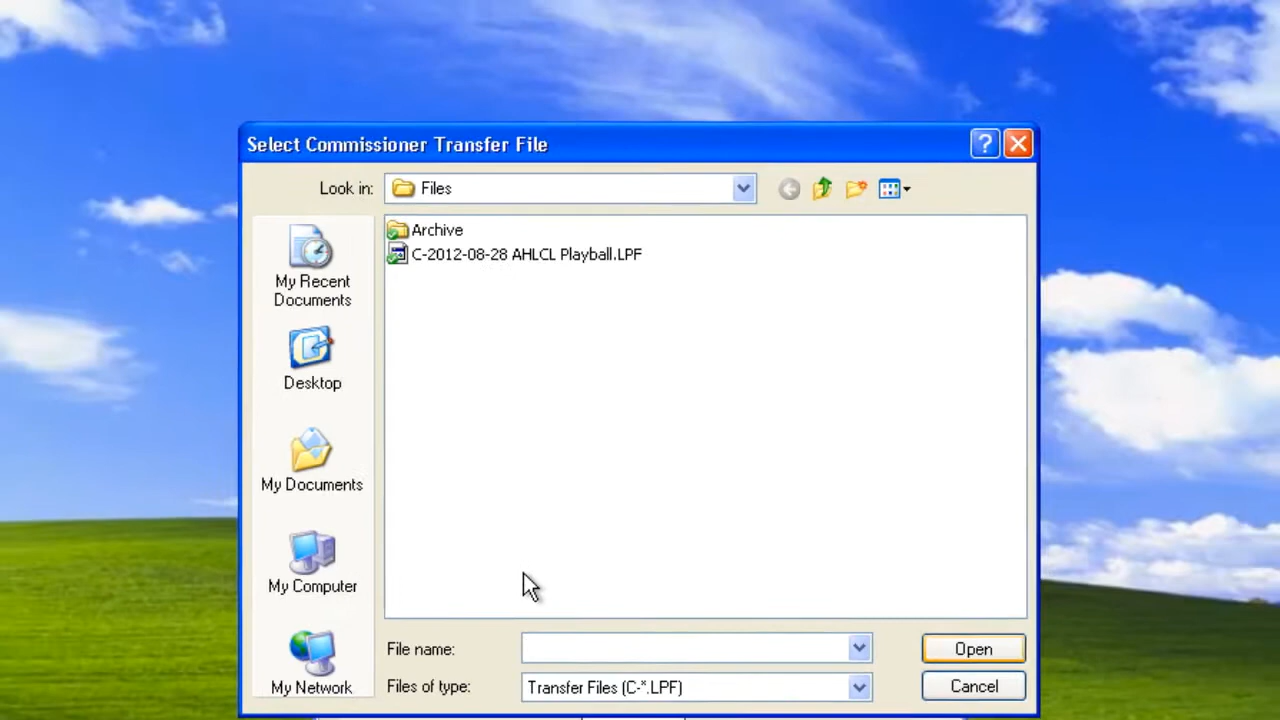 Select Commissioner Transfer File
Look in: Files
Archive
C-2012-08-28 AHLCL Playball.LPF
My Recent
Documents
Desktop
My Documents
My Computer
My Network
File name:
Open
Files of type: Transfer Files (C-*.LPF)
Cancel